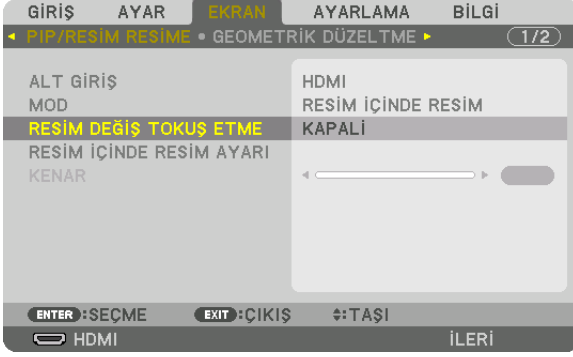 GİRİŞ AYAR EKRAN AYARLAMA BİLGİ
PIP/RESİM RESİME • GEOMETRİK DÜZELTME 1/2
ALT GİRİŞ HDMI
MOD RESİM İÇİNDE RESİM
RESİM DEĞİŞ TOKUŞ ETME KAPALİ
RESİM İÇİNDE RESİM AYARI
KENAR
ENTER :SEÇME EXIT :ÇIKIŞ :TAŞI
HDMI İLERİ